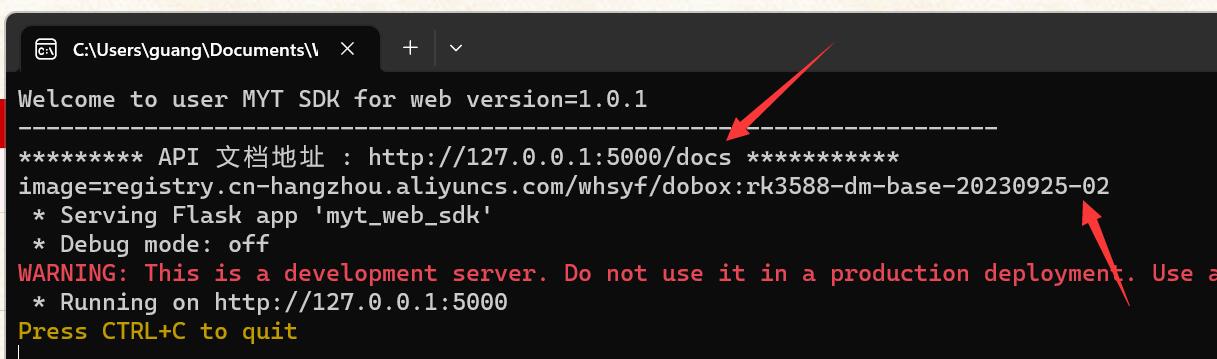 C:\Users\guang\Documents\
Welcome to user MYT SDK for web version=1.0.1
----------------------------------------------------------------------
********* API 文档地址 : http://127.0.0.1:5000/docs ***********
image=registry.cn-hangzhou.aliyuncs.com/whsyf/dobox:rk3588-dm-base-20230925-02
* Serving Flask app 'myt_web_sdk'
* Debug mode: off
WARNING: This is a development server. Do not use it in a production deployment. Use a
* Running on http://127.0.0.1:5000
Press CTRL+C to quit